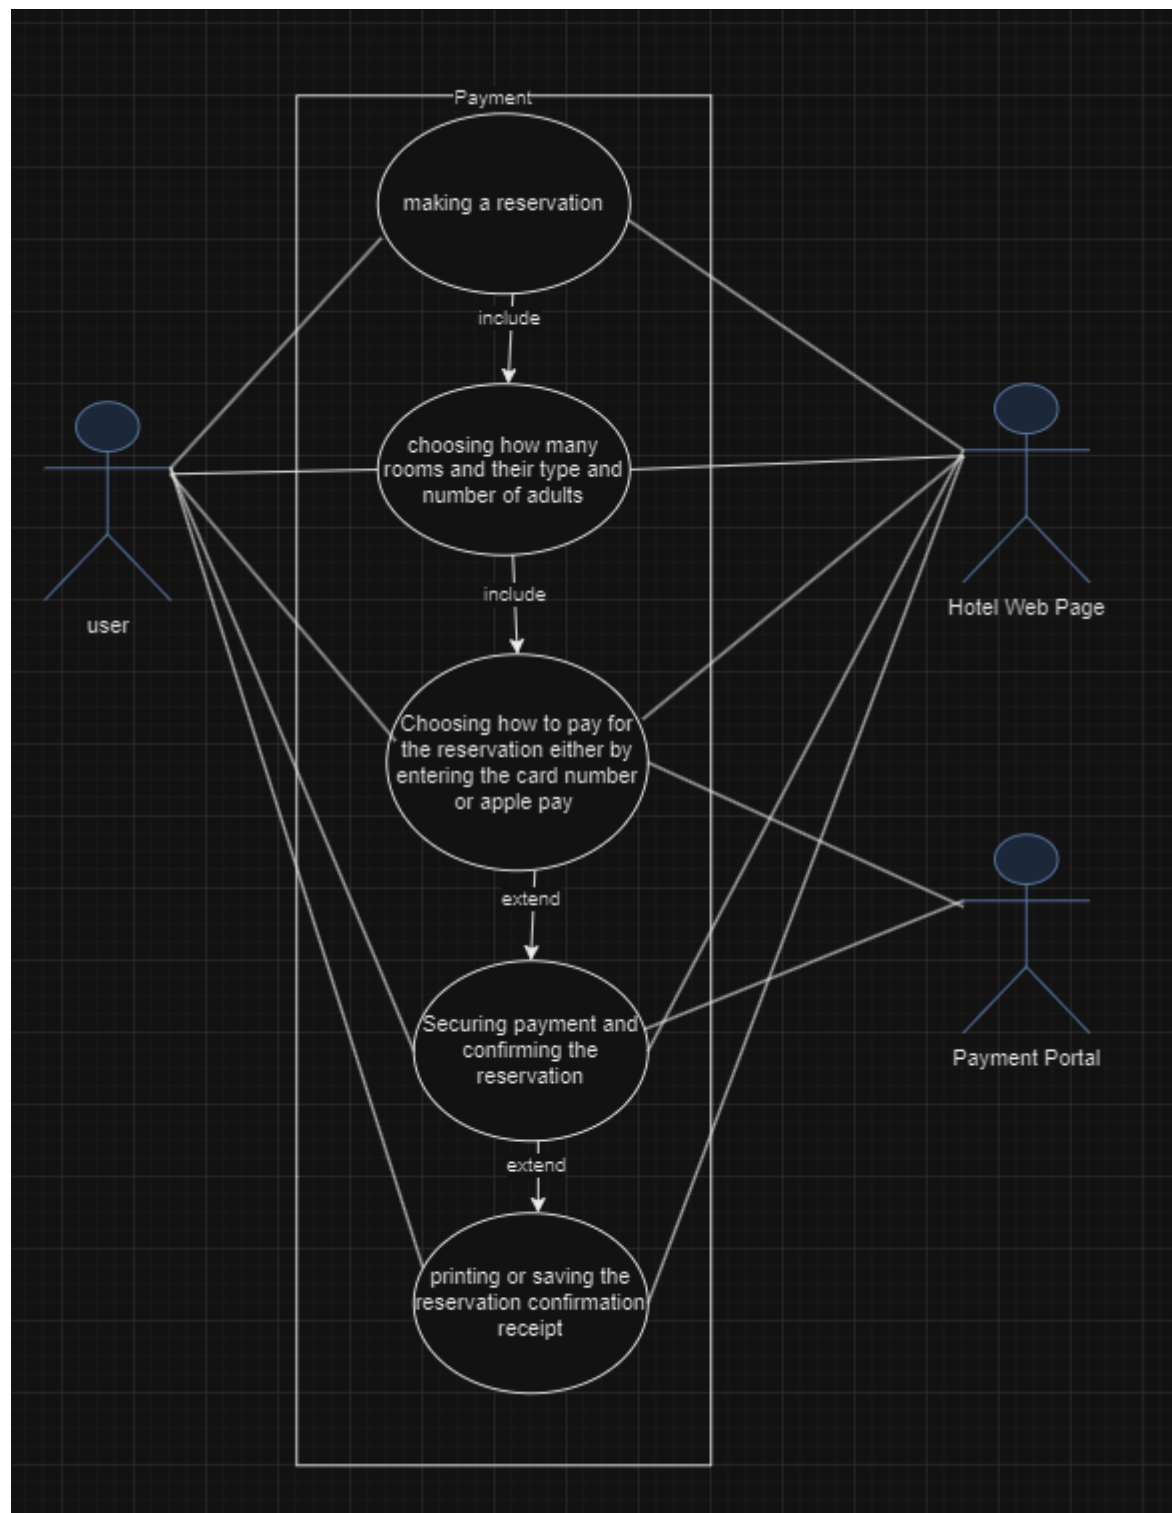 Payment
making a reservation
include
choosing how many
rooms and their type and
number of adults
include
user
Hotel Web Page
Choosing how to pay for
the reservation either by
entering the card number
or apple pay
extend
Securing payment and
confirming the
reservation
Payment Portal
extend
printing or saving the
reservation confirmation
receipt